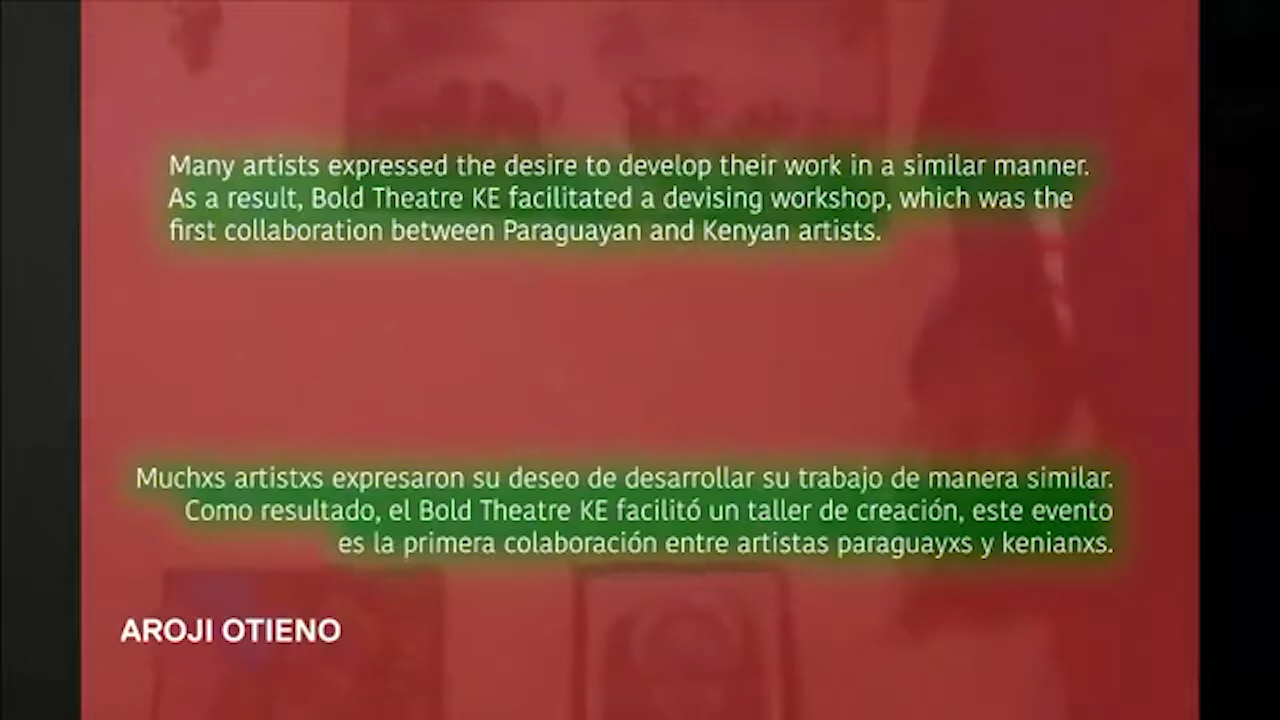 Many artists expressed the desire to develop their work in a similar manner.
As a result, Bold Theatre KE facilitated a devising workshop, which was the
first collaboration between Paraguayan and Kenyan artists.
Muchxs artistxs expresaron su deseo de desarrollar su trabajo de manera similar.
Como resultado, el Bold Theatre KE facilitó un taller de creación, este evento
es la primera colaboración entre artistas paraguayxs y kenianxs.
AROJI OTIENO